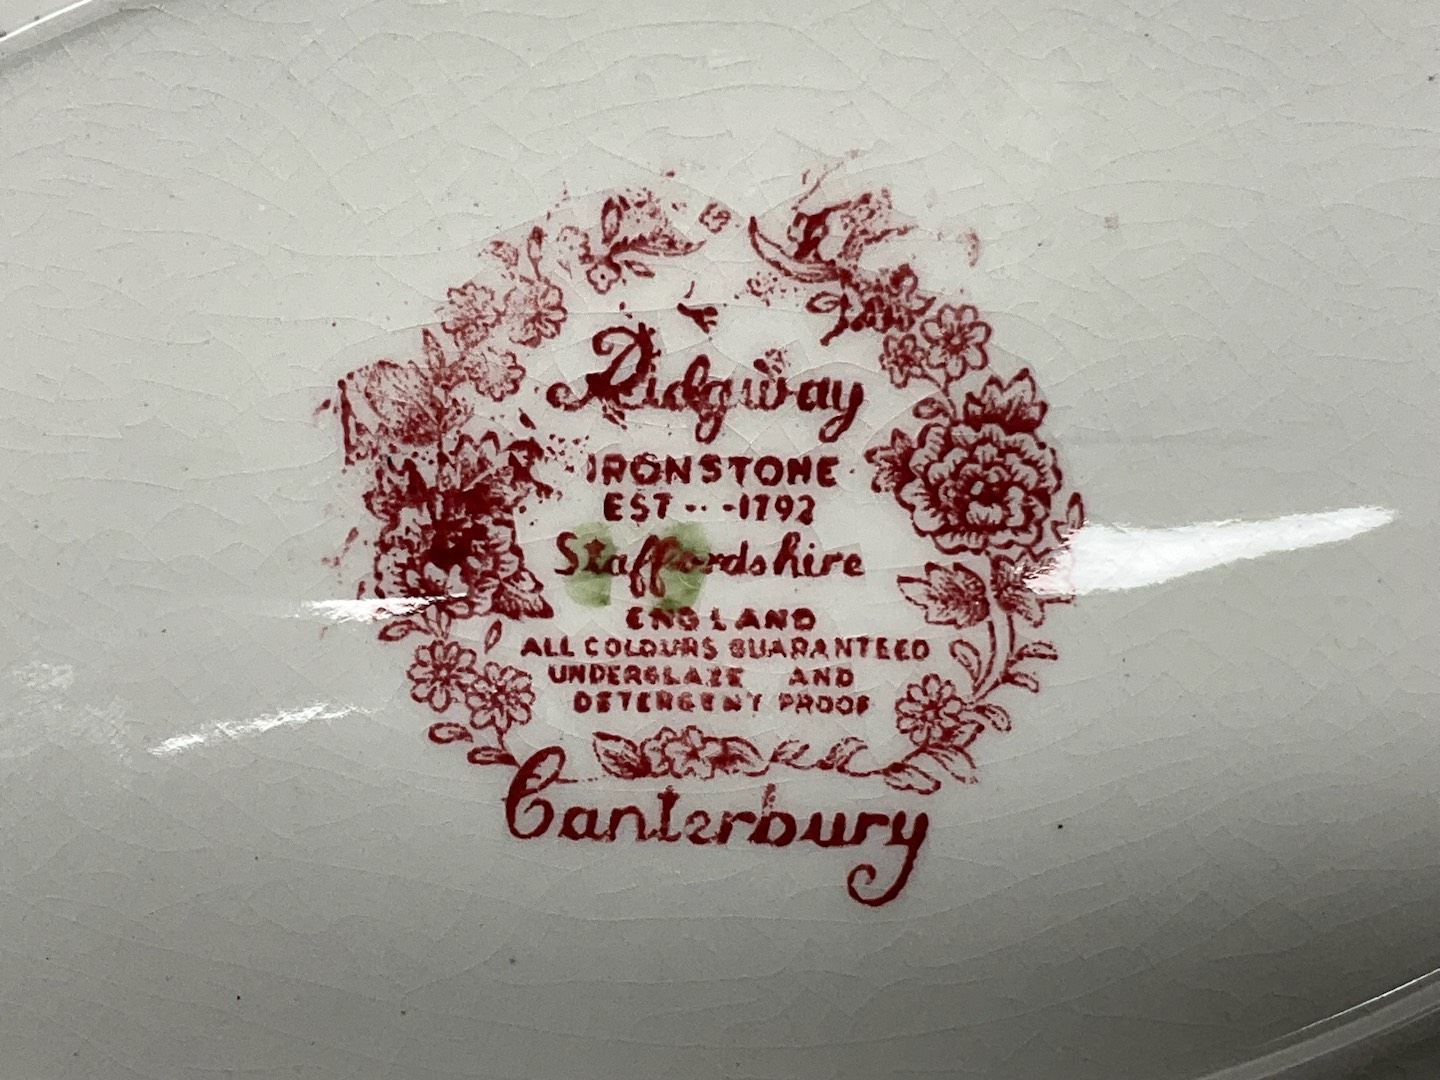 Ridgway
IRONSTONE
EST -- -1792
Staffordshire
ENGLAND
ALL COLOURS GUARANTEED
UNDERGLAZE AND
DETERGENT PROOF
Canterbury